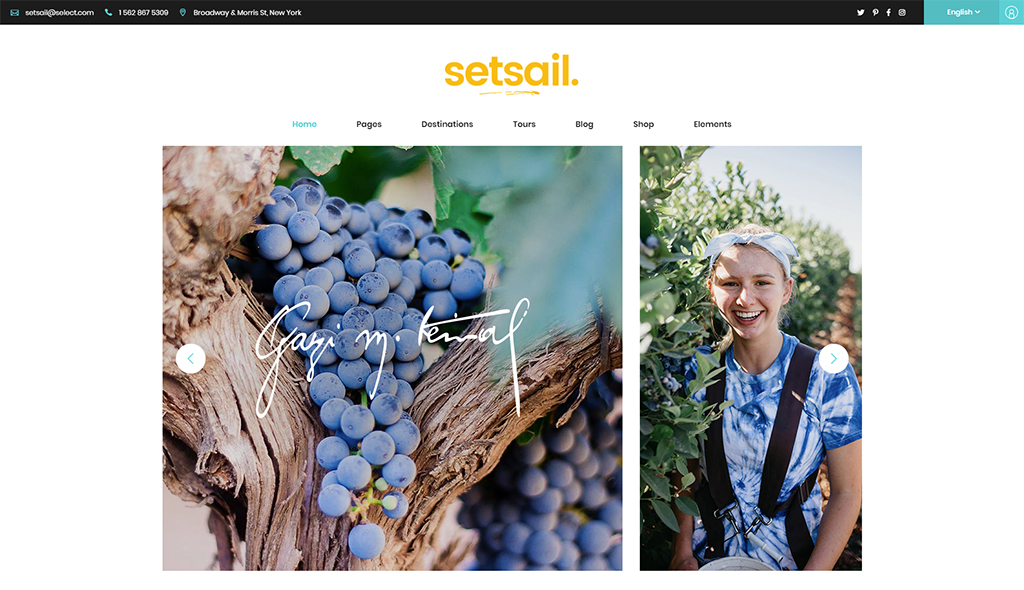 setsail@select.com 1 562 867 5309 Broadway & Morris St, New York English
setsail.
Home Pages Destinations Tours Blog Shop Elements
Gazi M. Kemal